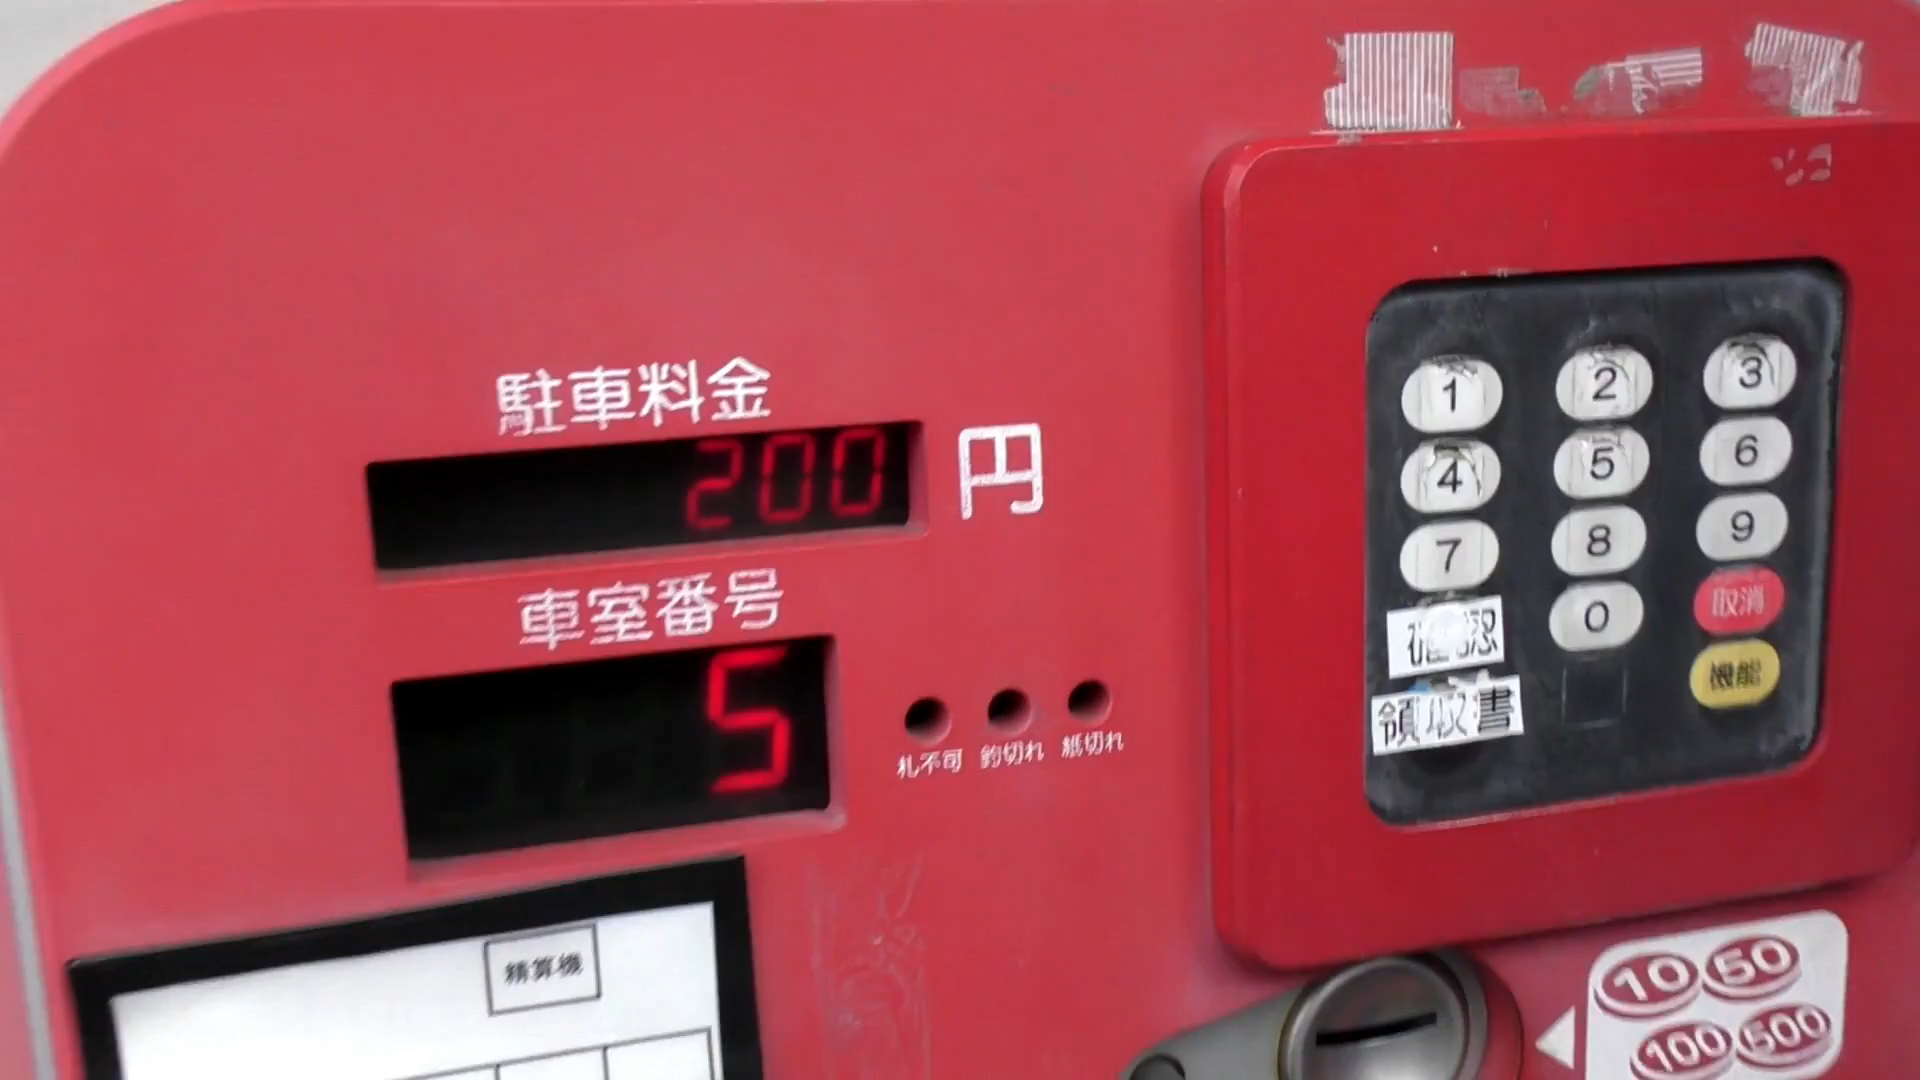 駐車料金
200 円
車室番号
5
札不可 釣切れ 紙切れ
精算機
1 2 3
4 5 6
7 8 9
確認 0 取消
領収書 機能
10 50
100 500